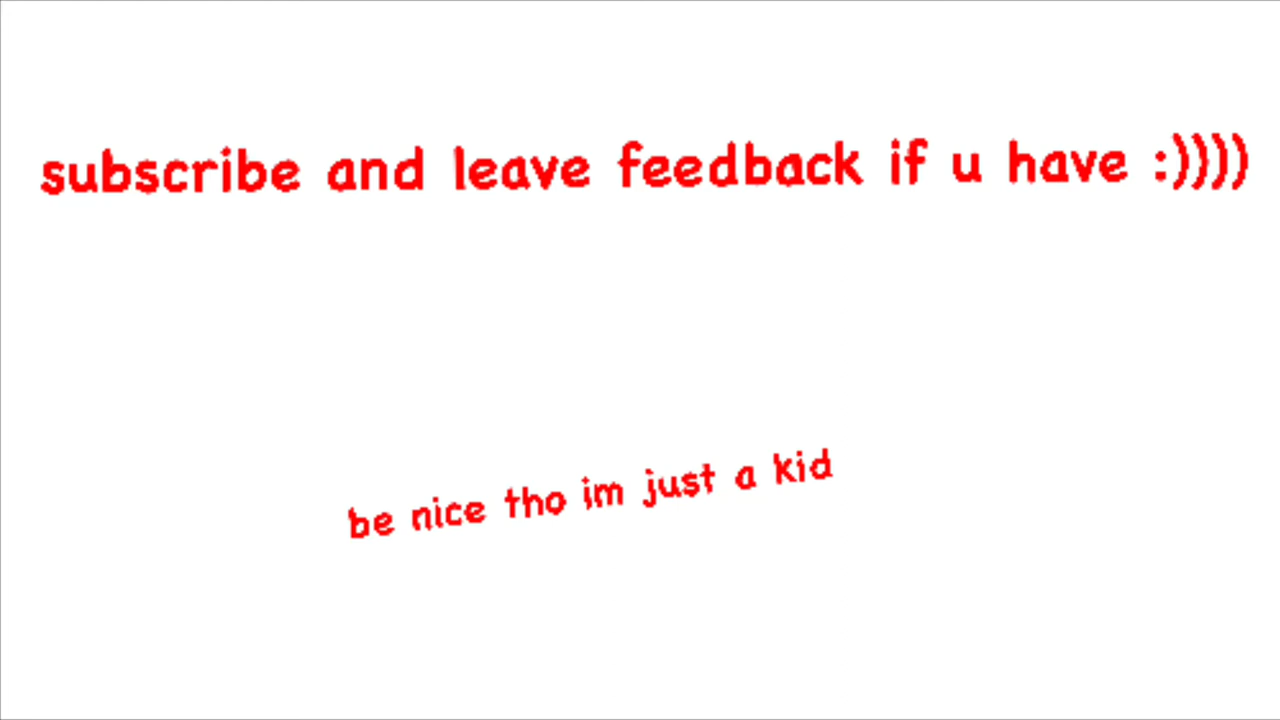 subscribe and leave feedback if u have :))))
be nice tho im just a kid